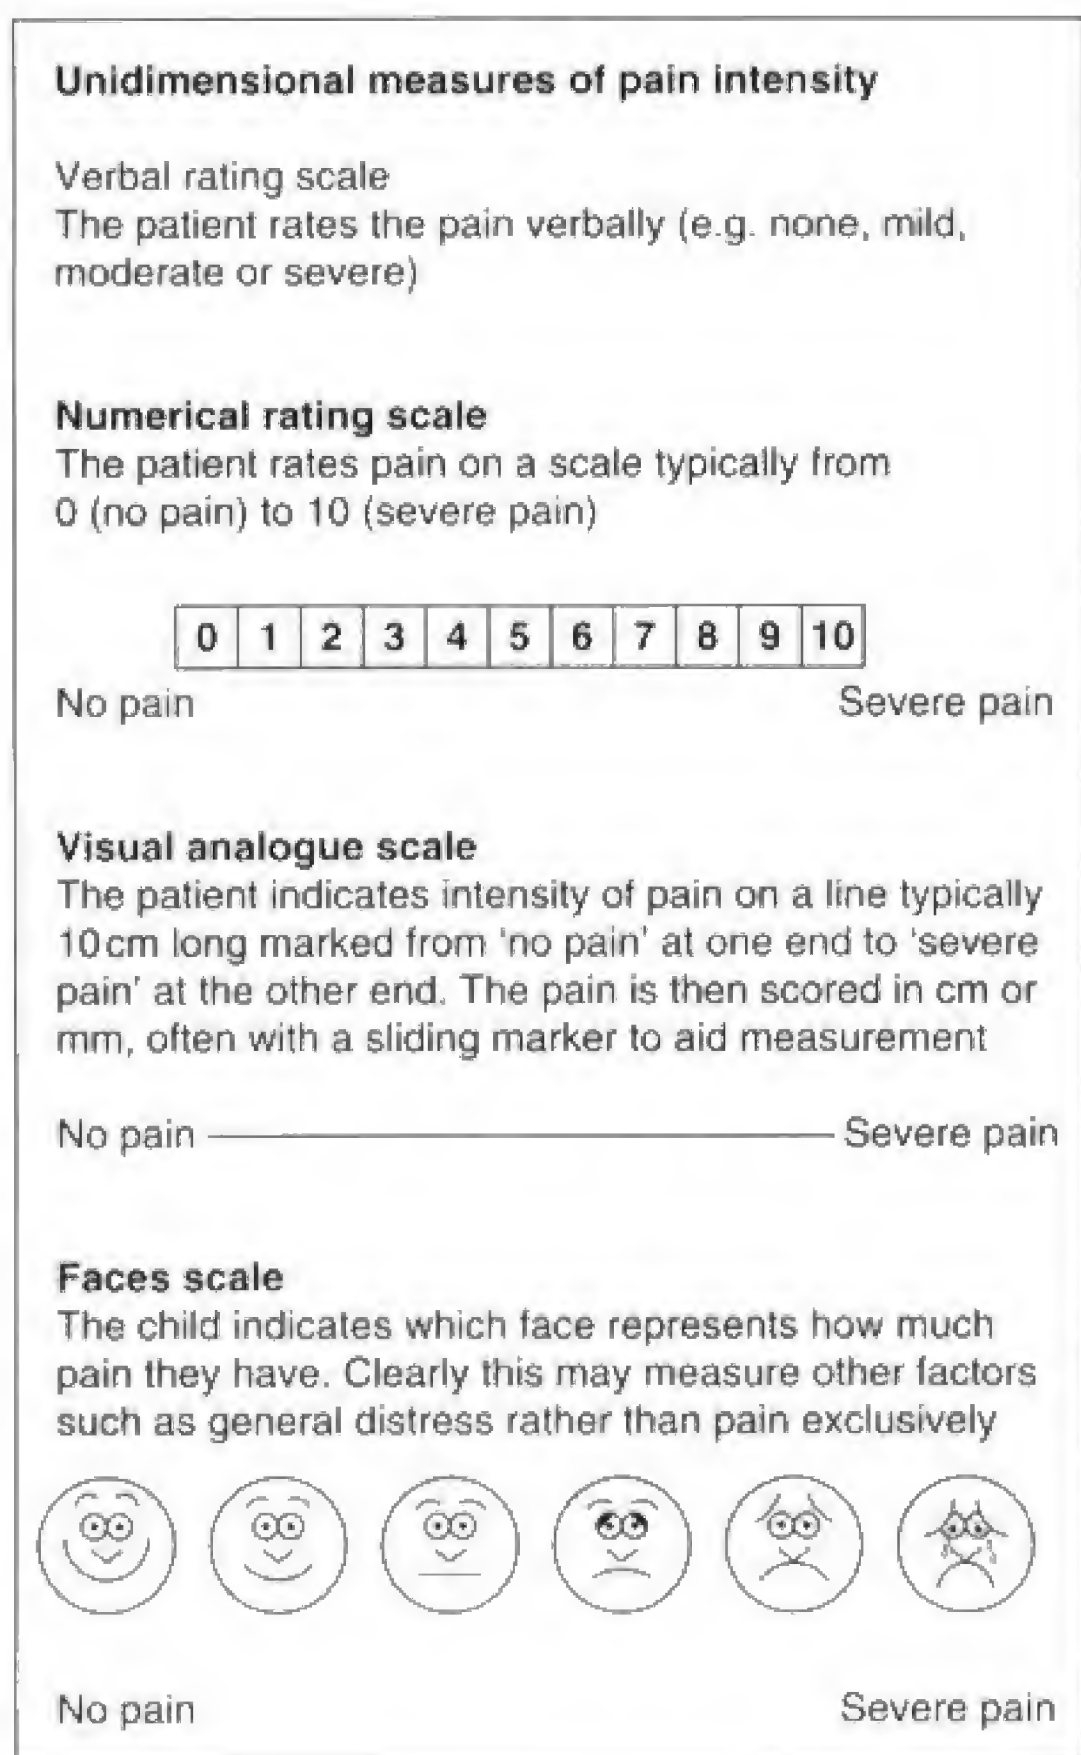 Unidimensional measures of pain intensity
Verbal rating scale
The patient rates the pain verbally (e.g. none, mild,
moderate or severe)
Numerical rating scale
The patient rates pain on a scale typically from
0 (no pain) to 10 (severe pain)
0 1 2 3 4 5 6 7 8 9 10
No pain Severe pain
Visual analogue scale
The patient indicates intensity of pain on a line typically
10cm long marked from 'no pain' at one end to 'severe
pain' at the other end. The pain is then scored in cm or
mm, often with a sliding marker to aid measurement
No pain Severe pain
Faces scale
The child indicates which face represents how much
pain they have. Clearly this may measure other factors
such as general distress rather than pain exclusively
No pain Severe pain